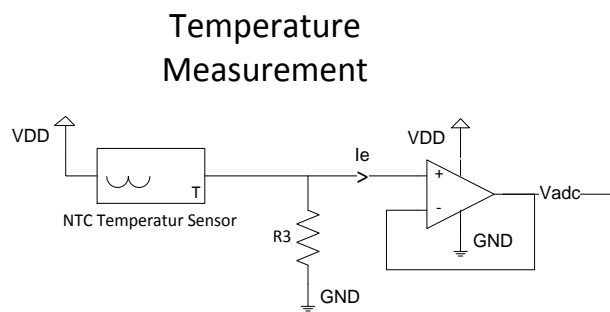 Temperature
Measurement
VDD
T
NTC Temperatur Sensor
R3
GND
Ie
VDD
+
-
GND
Vadc